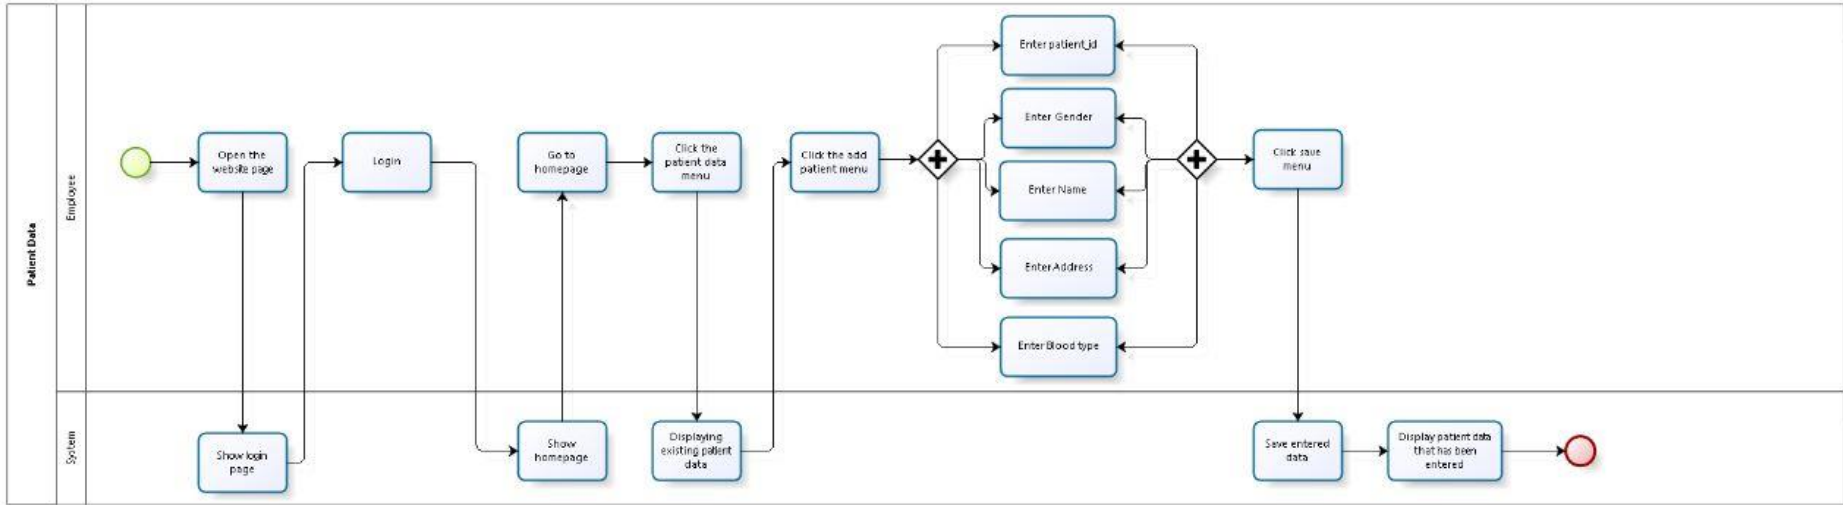 Patient Data
Employee
System
Open the
website page
Login
Go to
homepage
Click the
patient data
menu
Click the add
patient menu
Enter patient_id
Enter Gender
Enter Name
Enter Address
Enter Blood type
Click save
menu
Show login
page
Show
homepage
Displaying
existing patient
data
Save entered
data
Display patient data
that has been
entered